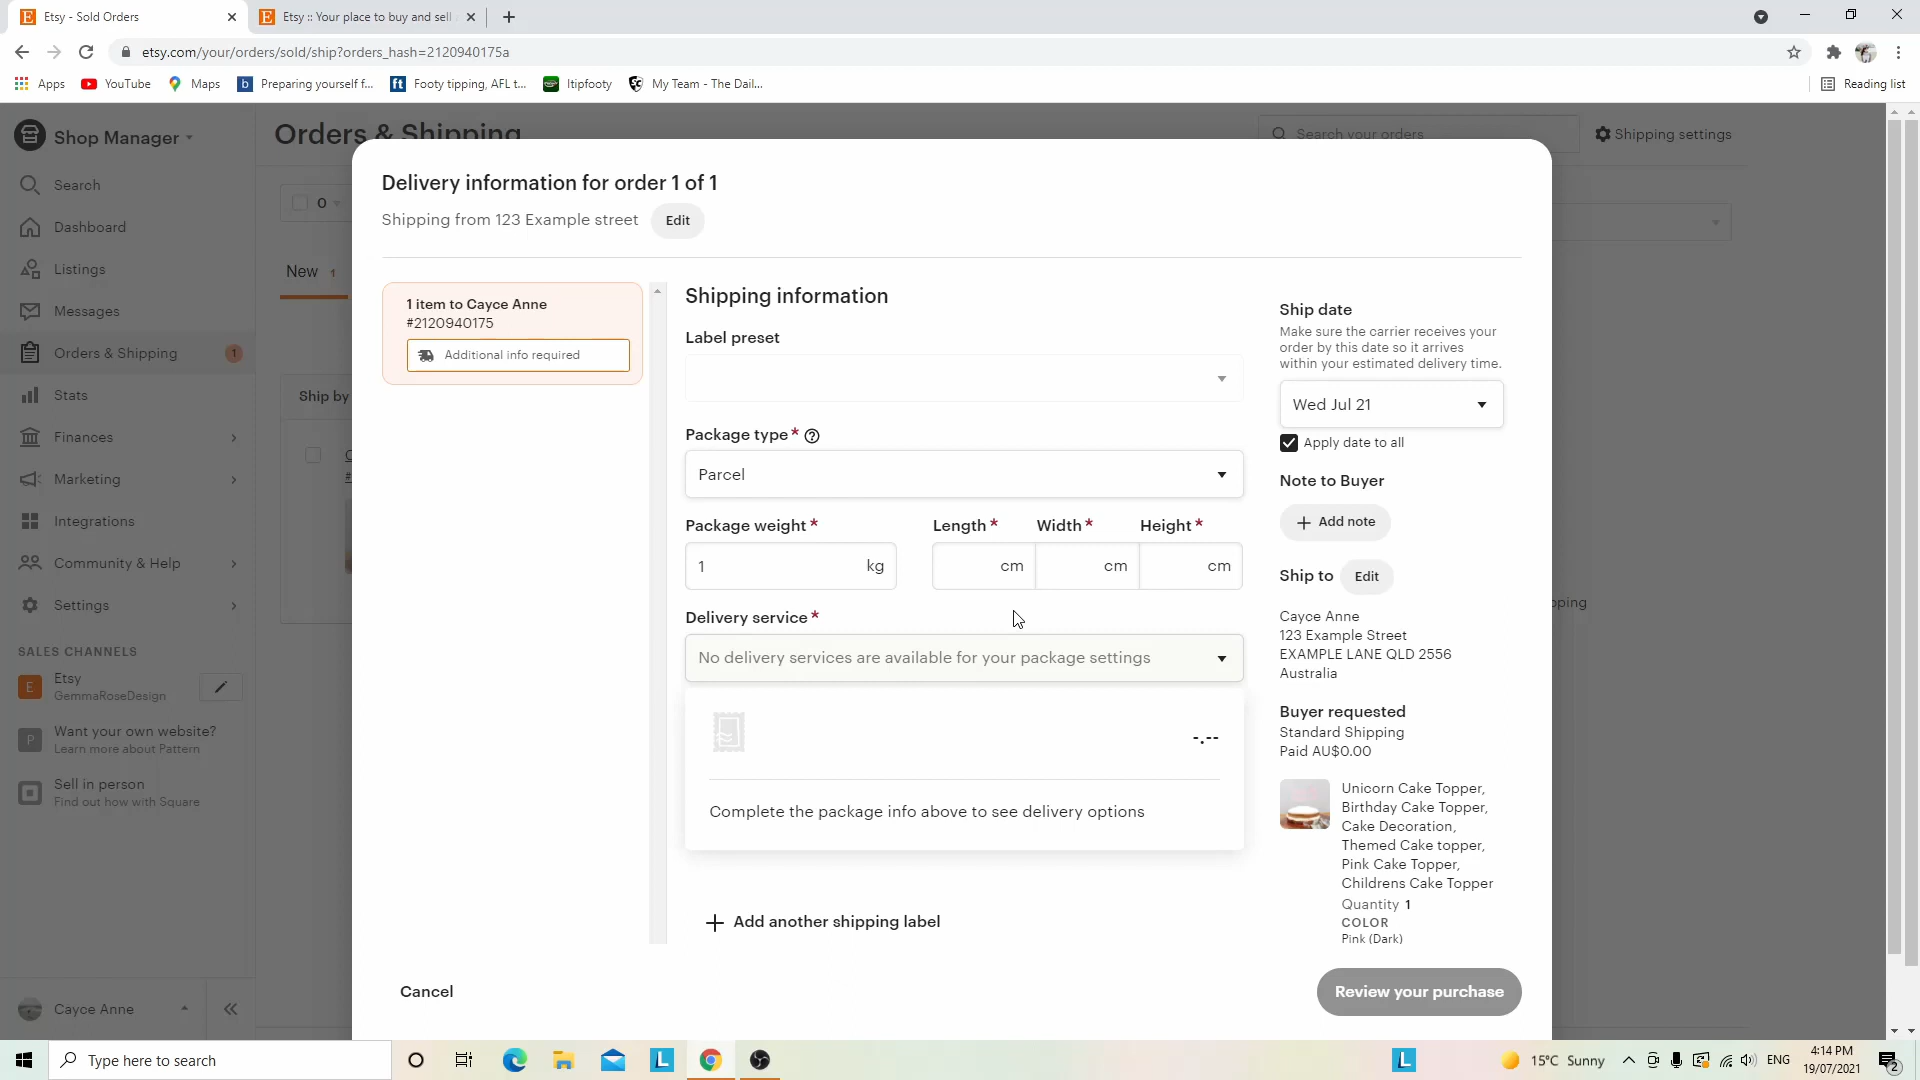 Etsy - Sold Orders
Etsy :: Your place to buy and sell
etsy.com/your/orders/sold/ship?orders_hash=2120940175a
Apps
YouTube
Maps
b
Preparing yourself f...
ft
Footy tipping, AFL t...
Itipfooty
My Team - The Dail...
Reading list
Shop Manager
Search
Dashboard
Listings
Messages
Orders & Shipping
1
Stats
Finances
Marketing
Integrations
Community & Help
Settings
SALES CHANNELS
E
Etsy
GemmaRoseDesign
P
Want your own website?
Learn more about Pattern
Sell in person
Find out how with Square
Cayce Anne
Orders & Shipping
Search your orders
Shipping settings
0
New 1
Ship by
Delivery information for order 1 of 1
Shipping from 123 Example street
Edit
1 item to Cayce Anne
#2120940175
Additional info required
Shipping information
Label preset
Package type*
Parcel
Package weight*
Length*
Width*
Height*
1
kg
cm
cm
cm
Delivery service*
No delivery services are available for your package settings
-.--
Complete the package info above to see delivery options
Add another shipping label
Ship date
Make sure the carrier receives your
order by this date so it arrives
within your estimated delivery time.
Wed Jul 21
Apply date to all
Note to Buyer
Add note
Ship to
Edit
Cayce Anne
123 Example Street
EXAMPLE LANE QLD 2556
Australia
Buyer requested
Standard Shipping
Paid AU$0.00
Unicorn Cake Topper,
Birthday Cake Topper,
Cake Decoration,
Themed Cake topper,
Pink Cake Topper,
Childrens Cake Topper
Quantity 1
COLOR
Pink (Dark)
Cancel
Review your purchase
Type here to search
L
L
15°C Sunny
ENG
4:14 PM
19/07/2021
2